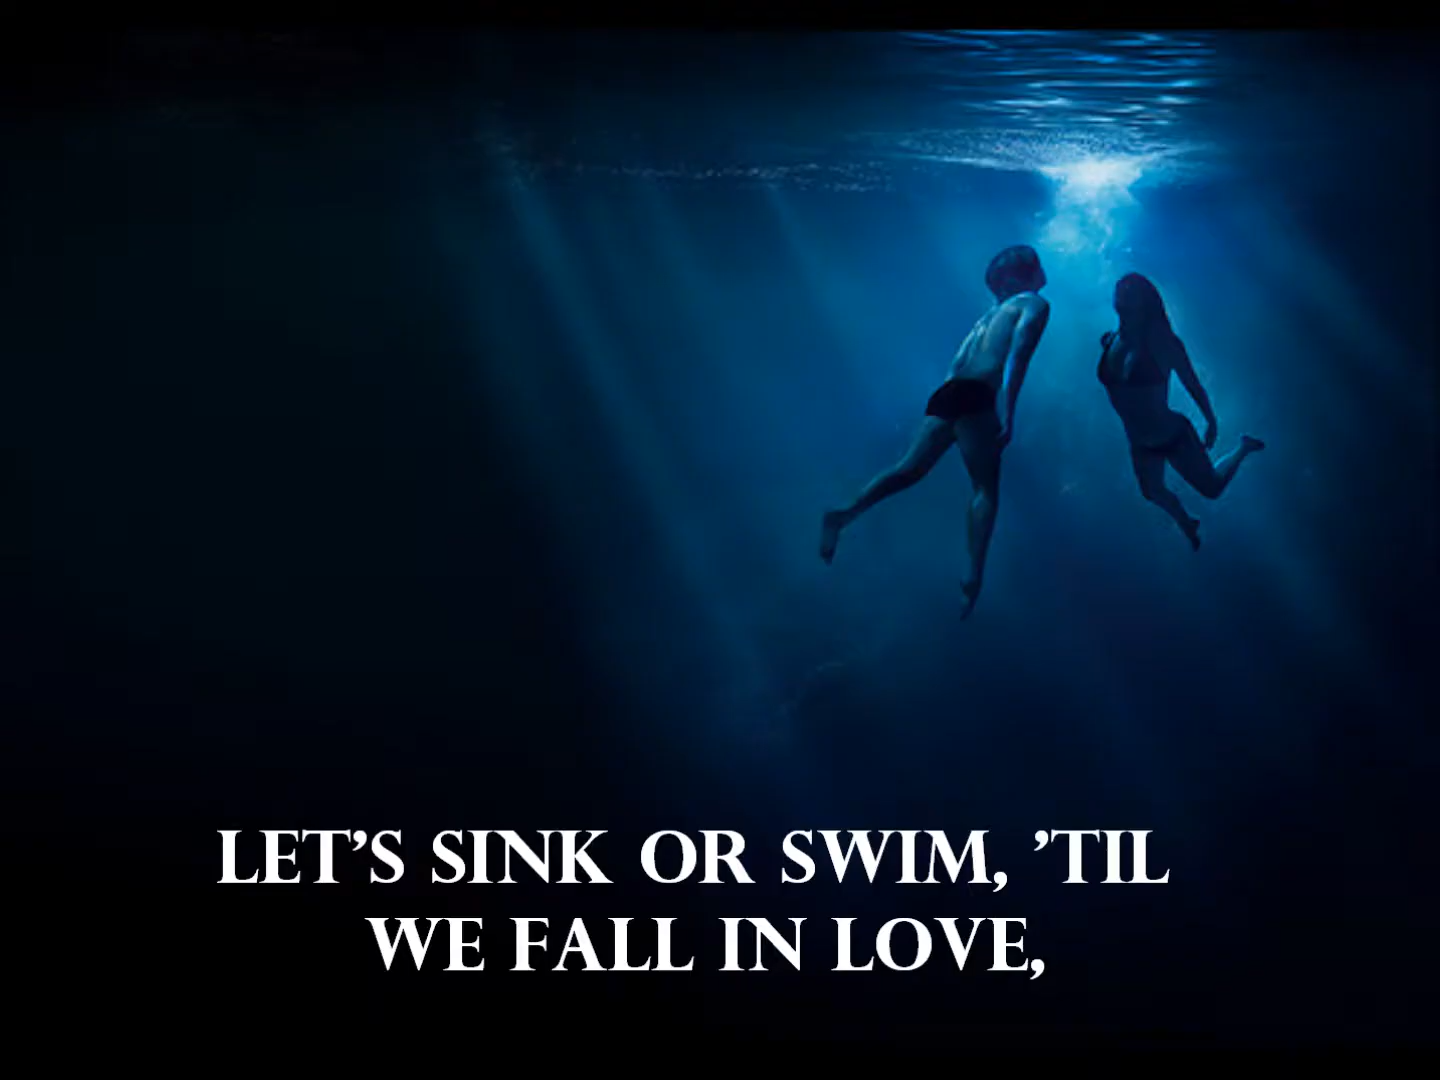 LET’S SINK OR SWIM, ’TIL
WE FALL IN LOVE,